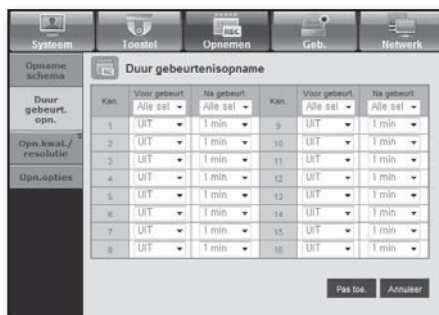 Systeem Toestel Opnemen Geb. Netwerk
Opname schema
Duur gebeurt. opn.
Opn.kwal./ resolutie
Opn.opties
REC
Duur gebeurtenisopname
Kan. Voor gebeurt. Na gebeurt. Kan. Voor gebeurt. Na gebeurt.
Alle sel Alle sel Alle sel Alle sel
1 UIT 1 min 9 UIT 1 min
2 UIT 1 min 10 UIT 1 min
3 UIT 1 min 11 UIT 1 min
4 UIT 1 min 12 UIT 1 min
5 UIT 1 min 13 UIT 1 min
6 UIT 1 min 14 UIT 1 min
7 UIT 1 min 15 UIT 1 min
8 UIT 1 min 16 UIT 1 min
Pas toe. Annuleer